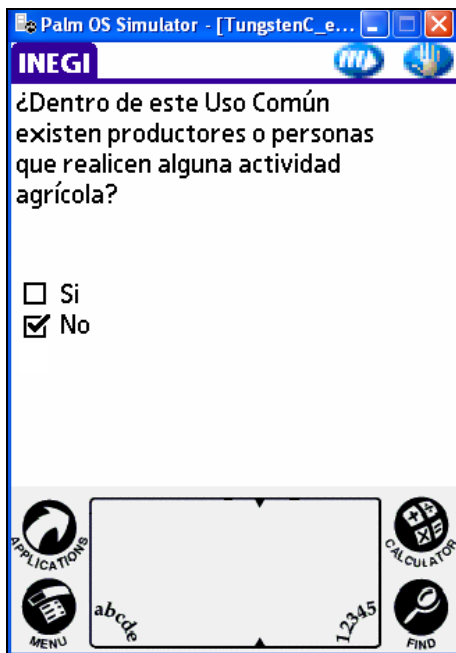 Palm OS Simulator - [TungstenC_e...
INEGI
¿Dentro de este Uso Común
existen productores o personas
que realicen alguna actividad
agrícola?
Si
No
APPLICATIONS
CALCULATOR
abcde
12345
MENU
FIND